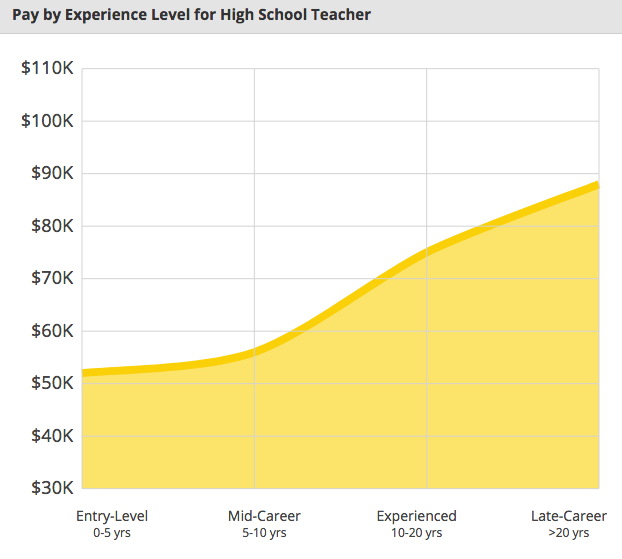 Pay by Experience Level for High School Teacher
$110K
$100K
$90K
$80K
$70K
$60K
$50K
$40K
$30K
Entry-Level Mid-Career Experienced Late-Career
0-5 yrs 5-10 yrs 10-20 yrs >20 yrs